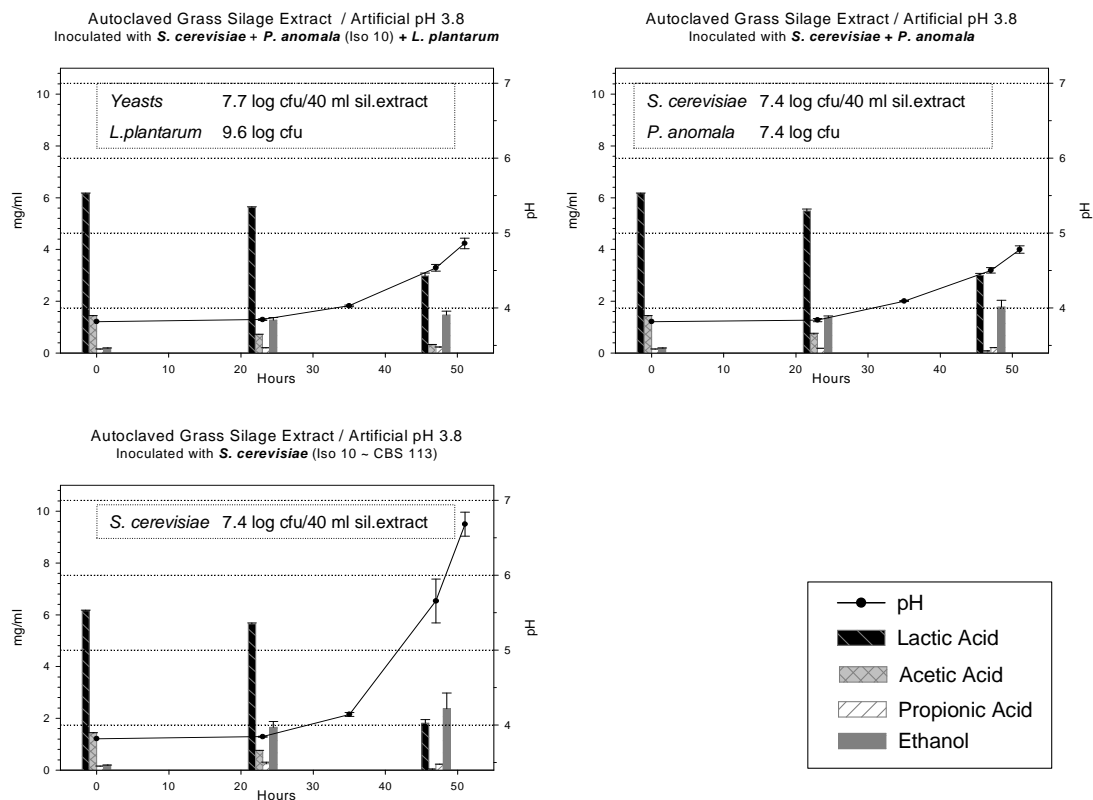 Autoclaved Grass Silage Extract / Artificial pH 3.8
Inoculated with S. cerevisiae + P. anomala (Iso 10) + L. plantarum
Yeasts 7.7 log cfu/40 ml sil.extract
L.plantarum 9.6 log cfu
10
8
6
4
2
0
mg/ml
7
6
5
4
pH
0 10 20 30 40 50
Hours
Autoclaved Grass Silage Extract / Artificial pH 3.8
Inoculated with S. cerevisiae + P. anomala
S. cerevisiae 7.4 log cfu/40 ml sil.extract
P. anomala 7.4 log cfu
10
8
6
4
2
0
mg/ml
7
6
5
4
pH
0 10 20 30 40 50
Hours
Autoclaved Grass Silage Extract / Artificial pH 3.8
Inoculated with S. cerevisiae (Iso 10 ~ CBS 113)
S. cerevisiae 7.4 log cfu/40 ml sil.extract
10
8
6
4
2
0
mg/ml
7
6
5
4
pH
0 10 20 30 40 50
Hours
pH
Lactic Acid
Acetic Acid
Propionic Acid
Ethanol